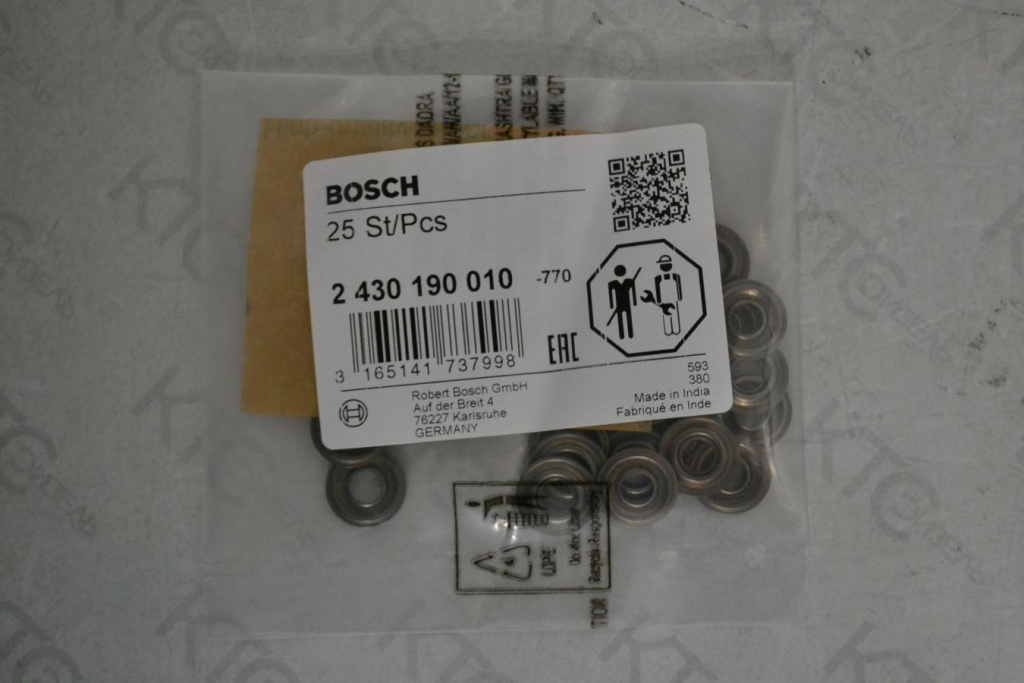 BOSCH
25 St/Pcs
2 430 190 010 -770
3 165141 737998
EAC
Robert Bosch GmbH
Auf der Breit 4
76227 Karlsruhe
GERMANY
593
380
Made in India
Fabriqué en Inde